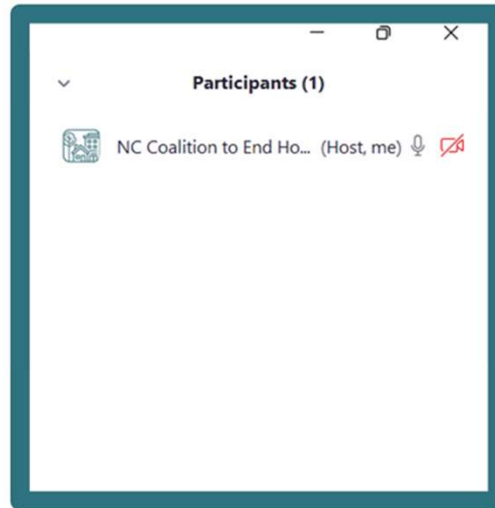 Participants (1)
NC Coalition to End Ho... (Host, me)